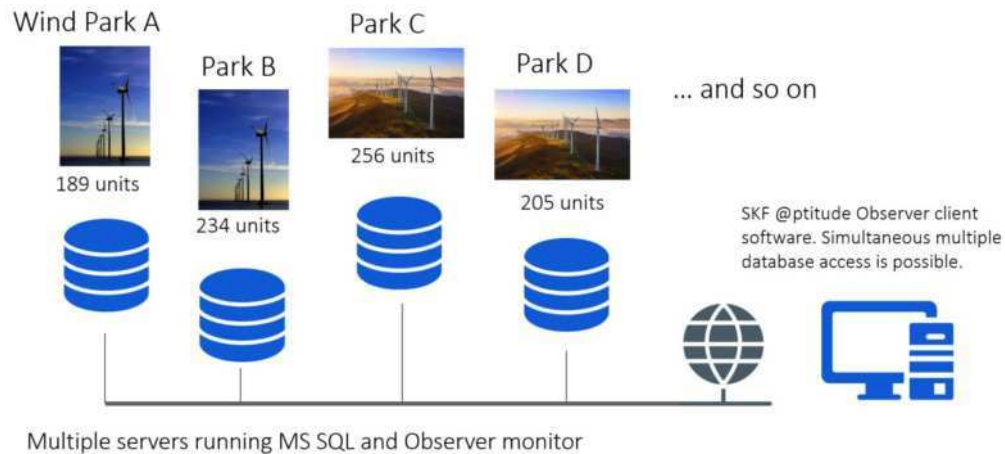 Wind Park A
Park B
Park C
Park D
... and so on
189 units
234 units
256 units
205 units
SKF @ptitude Observer client
software. Simultaneous multiple
database access is possible.
Multiple servers running MS SQL and Observer monitor